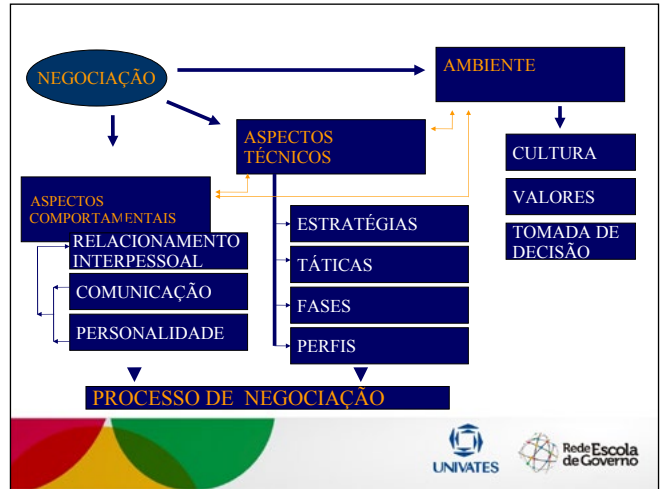 NEGOCIAÇÃO
AMBIENTE
ASPECTOS
TÉCNICOS
CULTURA
VALORES
TOMADA DE
DECISÃO
ASPECTOS
COMPORTAMENTAIS
RELACIONAMENTO
INTERPESSOAL
COMUNICAÇÃO
PERSONALIDADE
ESTRATÉGIAS
TÁTICAS
FASES
PERFIS
PROCESSO DE NEGOCIAÇÃO
UNIVATES
Rede Escola
de Governo